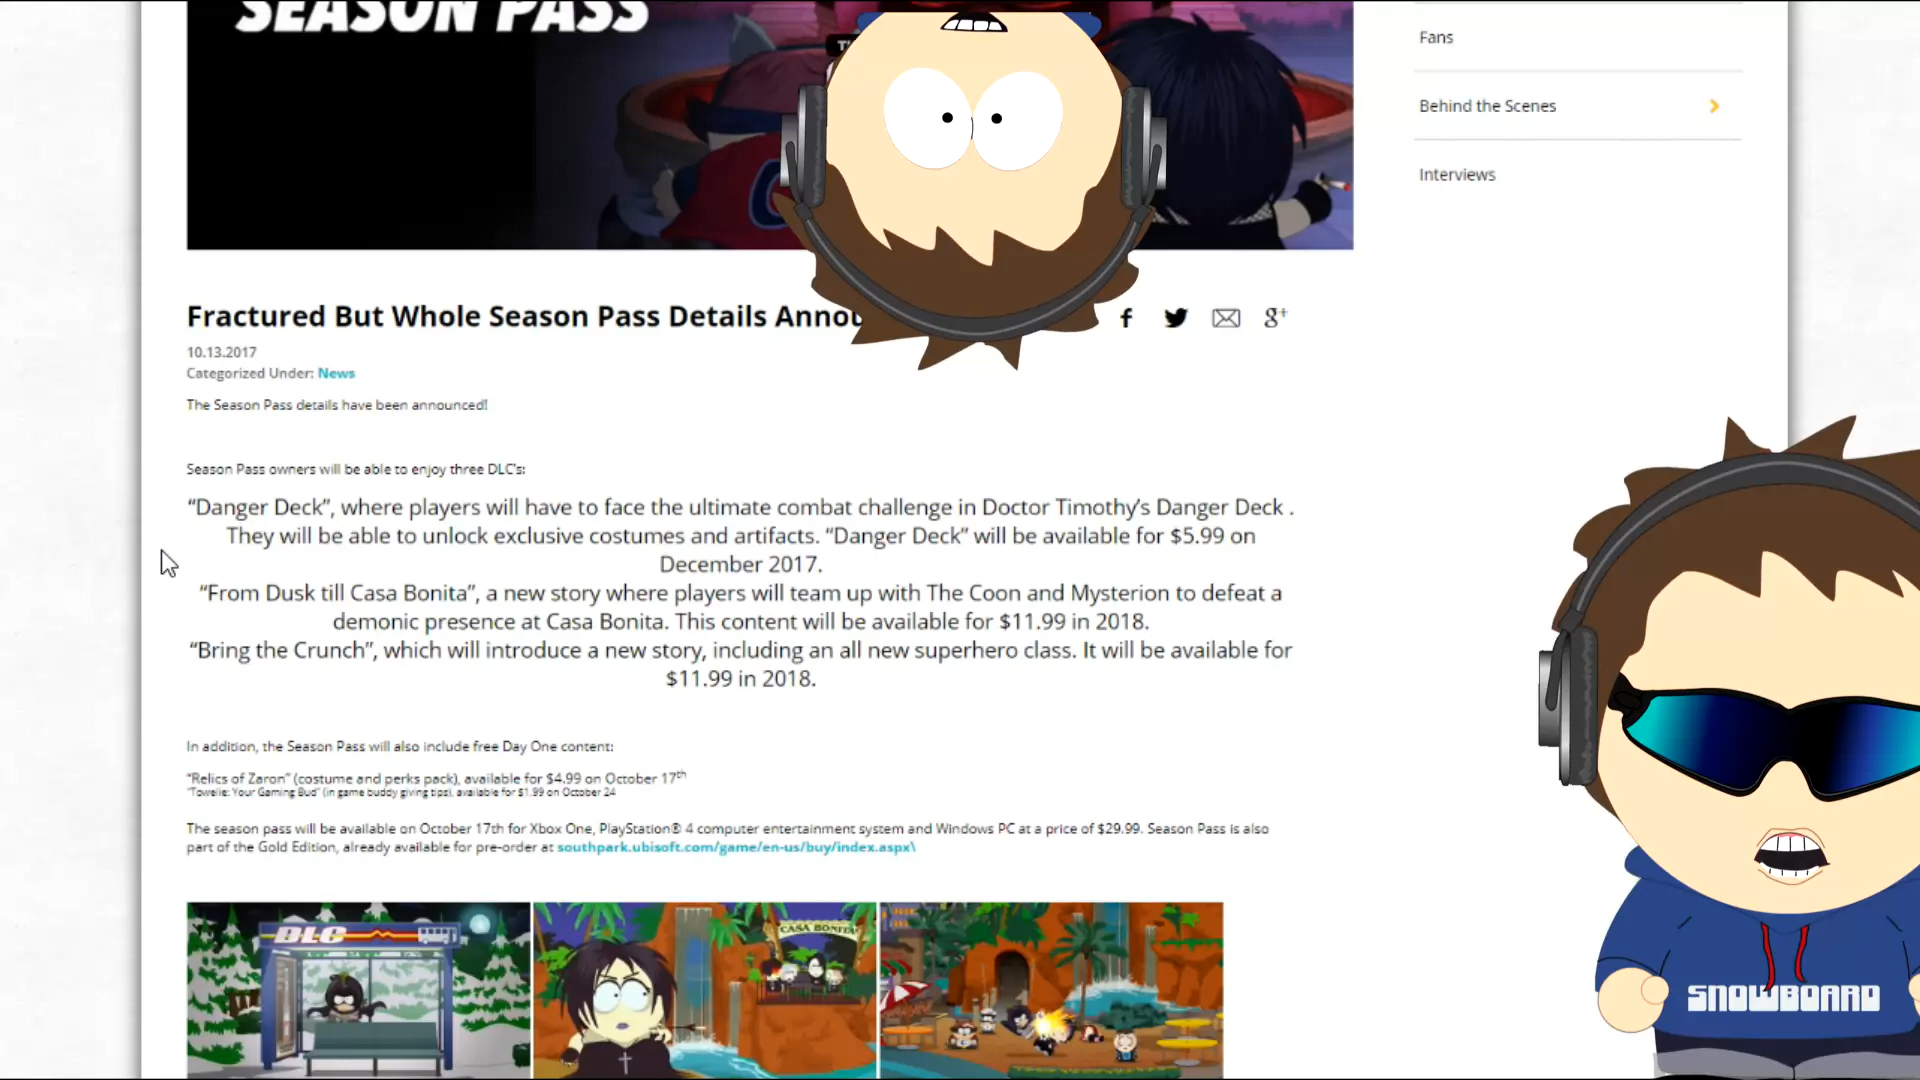 SEASON PASS
Fans
Behind the Scenes
Interviews
Fractured But Whole Season Pass Details
10.13.2017
Categorized Under: News
The Season Pass details have been announced!
Season Pass owners will be able to enjoy three DLC's:
“Danger Deck”, where players will have to face the ultimate combat challenge in Doctor Timothy’s Danger Deck .
They will be able to unlock exclusive costumes and artifacts. “Danger Deck” will be available for $5.99 on
December 2017.
“From Dusk till Casa Bonita”, a new story where players will team up with The Coon and Mysterion to defeat a
demonic presence at Casa Bonita. This content will be available for $11.99 in 2018.
“Bring the Crunch”, which will introduce a new story, including an all new superhero class. It will be available for
$11.99 in 2018.
In addition, the Season Pass will also include free Day One content:
“Relics of Zaron” (costume and perks pack), available for $4.99 on October 17th
“Towelie: Your Gaming Bud” (in game buddy giving tips), available for $1.99 on October 24
The season pass will be available on October 17th for Xbox One, PlayStation® 4 computer entertainment system and Windows PC at a price of $29.99. Season Pass is also
part of the Gold Edition, already available for pre-order at southpark.ubisoft.com/game/en-us/buy/index.aspx\
DLC
CASA BONITA
SNOWBOARD